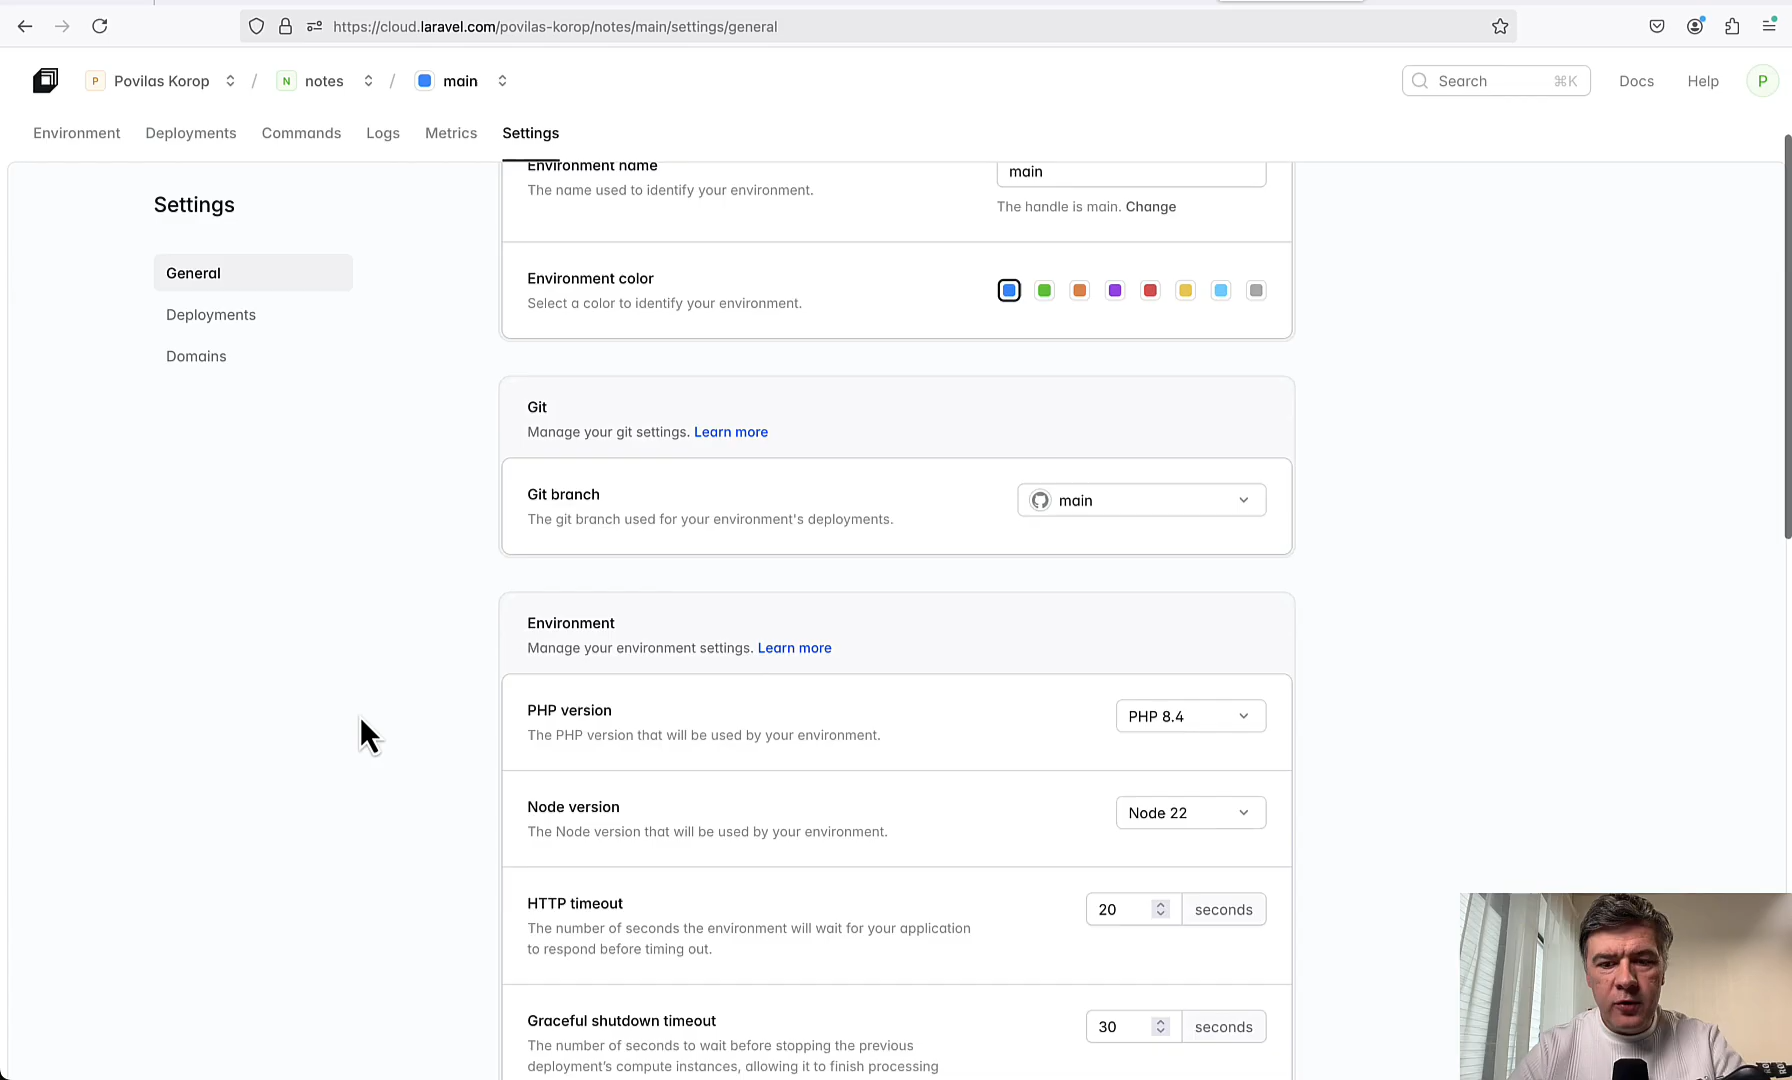 https://cloud.laravel.com/povilas-korop/notes/main/settings/general
P Povilas Korop / N notes / main
Search ⌘K Docs Help P
Environment Deployments Commands Logs Metrics Settings
Settings
General
Deployments
Domains
Environment name
The name used to identify your environment.
main
The handle is main. Change
Environment color
Select a color to identify your environment.
Git
Manage your git settings. Learn more
Git branch
The git branch used for your environment's deployments.
main
Environment
Manage your environment settings. Learn more
PHP version
The PHP version that will be used by your environment.
PHP 8.4
Node version
The Node version that will be used by your environment.
Node 22
HTTP timeout
The number of seconds the environment will wait for your application
to respond before timing out.
20 seconds
Graceful shutdown timeout
The number of seconds to wait before stopping the previous
deployment’s compute instances, allowing it to finish processing
30 seconds